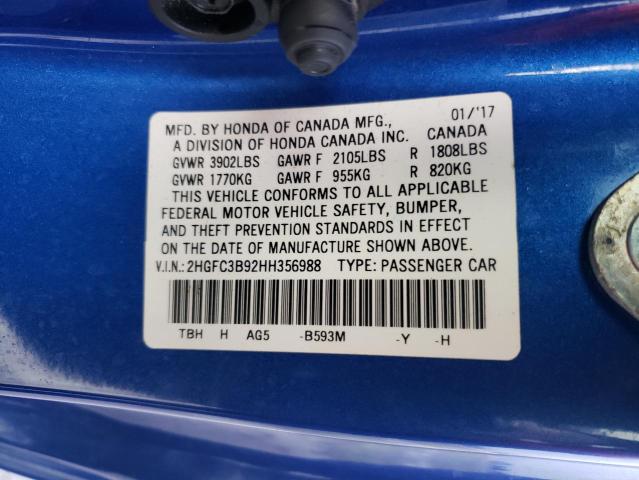 MFD. BY HONDA OF CANADA MFG., 01/'17
A DIVISION OF HONDA CANADA INC. CANADA
GVWR 3902LBS GAWR F 2105LBS R 1808LBS
GVWR 1770KG GAWR F 955KG R 820KG
THIS VEHICLE CONFORMS TO ALL APPLICABLE
FEDERAL MOTOR VEHICLE SAFETY, BUMPER,
AND THEFT PREVENTION STANDARDS IN EFFECT
ON THE DATE OF MANUFACTURE SHOWN ABOVE.
V.I.N.: 2HGFC3B92HH356988 TYPE: PASSENGER CAR
TBH H AG5 -B593M -Y -H